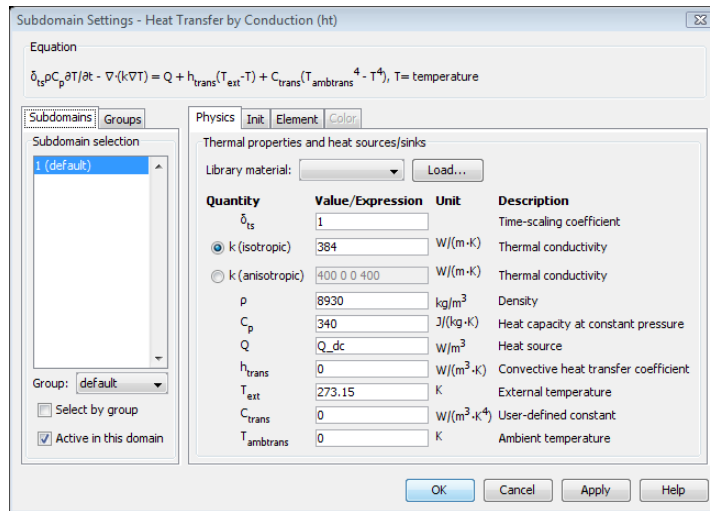 Subdomain Settings - Heat Transfer by Conduction (ht)
Equation
δtsρCp∂T/∂t - ∇·(k∇T) = Q + htrans(Text-T) + Ctrans(Tambtrans⁴ - T⁴), T= temperature
Subdomains Groups
Subdomain selection
1 (default)
Group: default
Select by group
Active in this domain
Physics Init Element Color
Thermal properties and heat sources/sinks
Library material: Load...
Quantity Value/Expression Unit Description
δts 1 Time-scaling coefficient
k (isotropic) 384 W/(m·K) Thermal conductivity
k (anisotropic) 400 0 0 400 W/(m·K) Thermal conductivity
ρ 8930 kg/m³ Density
Cp 340 J/(kg·K) Heat capacity at constant pressure
Q Q_dc W/m³ Heat source
htrans 0 W/(m³·K) Convective heat transfer coefficient
Text 273.15 K External temperature
Ctrans 0 W/(m³·K⁴) User-defined constant
Tambtrans 0 K Ambient temperature
OK Cancel Apply Help